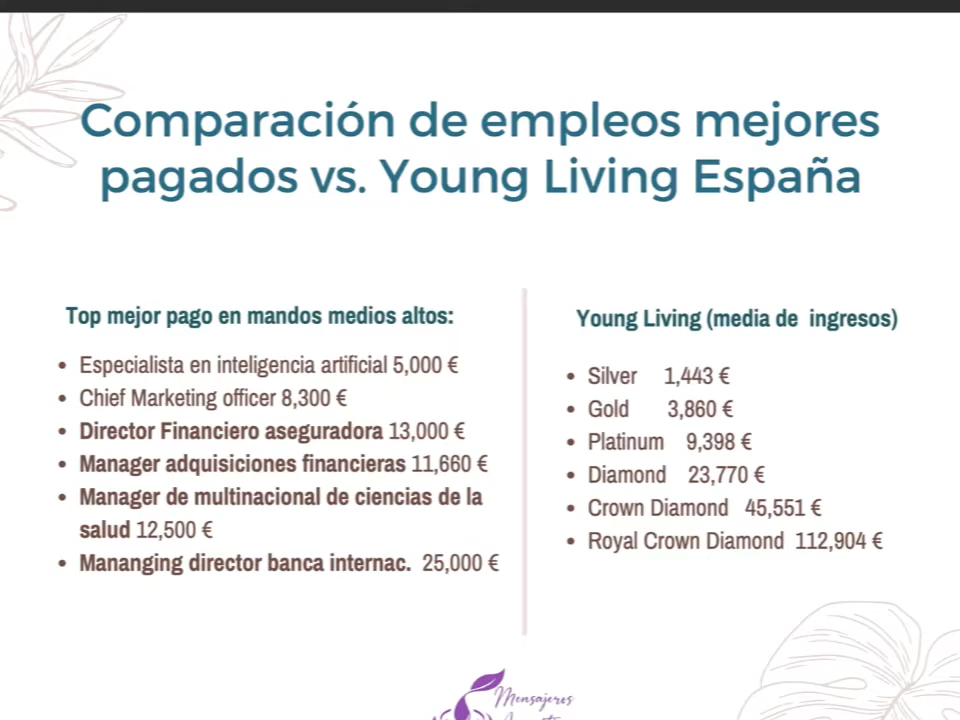 Comparación de empleos mejores
pagados vs. Young Living España
Top mejor pago en mandos medios altos:
• Especialista en inteligencia artificial 5,000 €
• Chief Marketing officer 8,300 €
• Director Financiero aseguradora 13,000 €
• Manager adquisiciones financieras 11,660 €
• Manager de multinacional de ciencias de la
salud 12,500 €
• Mananging director banca internac. 25,000 €
Young Living (media de ingresos)
• Silver 1,443 €
• Gold 3,860 €
• Platinum 9,398 €
• Diamond 23,770 €
• Crown Diamond 45,551 €
• Royal Crown Diamond 112,904 €
Mensajeros